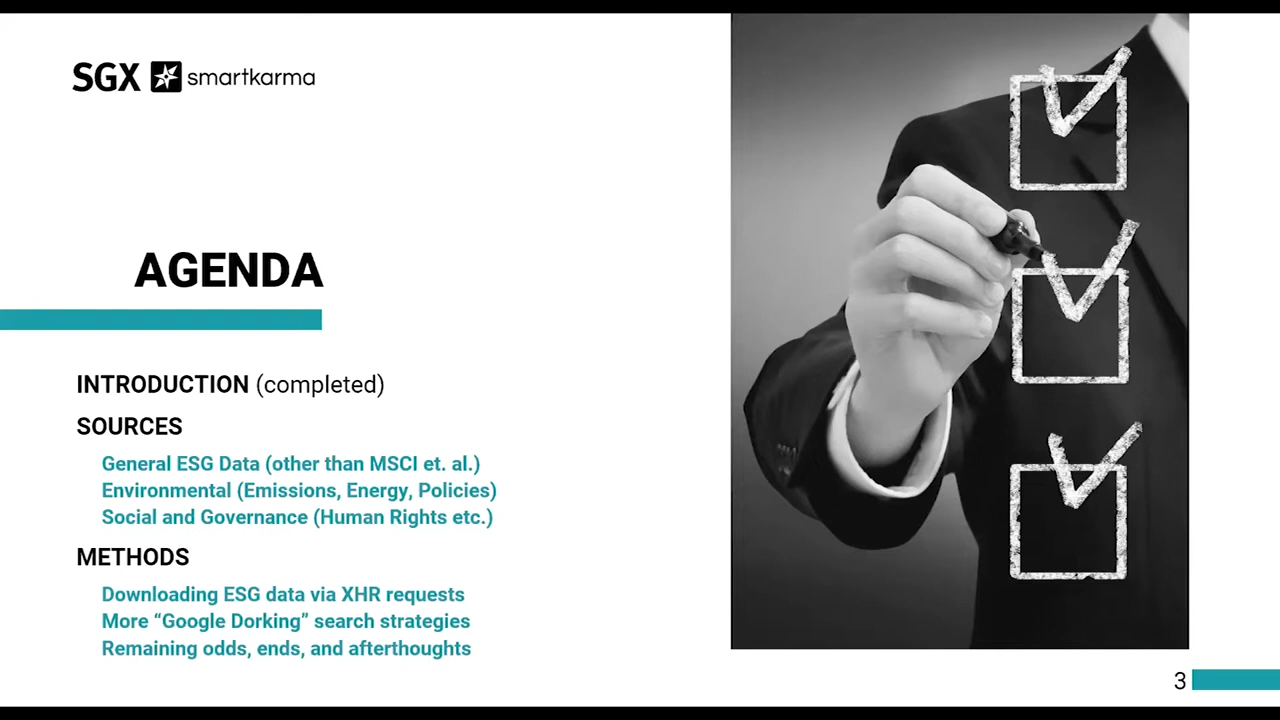 SGX smartkarma
AGENDA
INTRODUCTION (completed)
SOURCES
General ESG Data (other than MSCI et. al.)
Environmental (Emissions, Energy, Policies)
Social and Governance (Human Rights etc.)
METHODS
Downloading ESG data via XHR requests
More “Google Dorking” search strategies
Remaining odds, ends, and afterthoughts
3